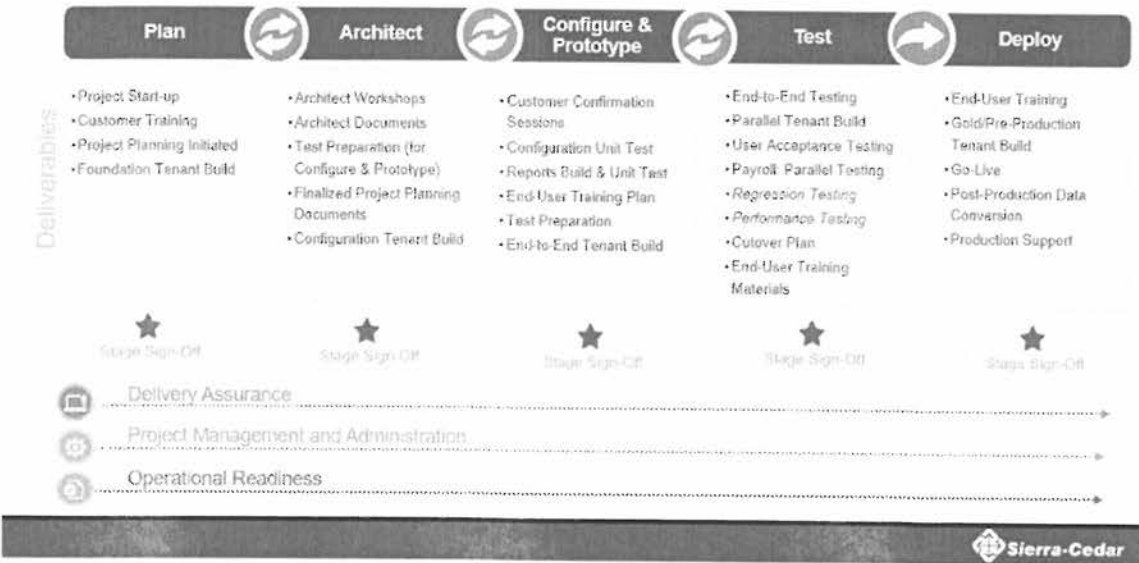 Plan
Architect
Configure &
Prototype
Test
Deploy
Deliverables
• Project Start-up
• Customer Training
• Project Planning Initiated
• Foundation Tenant Build
• Architect Workshops
• Architect Documents
• Test Preparation (for
Configure & Prototype)
• Finalized Project Planning
Documents
• Configuration Tenant Build
• Customer Confirmation
Sessions
• Configuration Unit Test
• Reports Build & Unit Test
• End-User Training Plan
• Test Preparation
• End-to-End Tenant Build
• End-to-End Testing
• Parallel Tenant Build
• User Acceptance Testing
• Payroll: Parallel Testing
• Regression Testing
• Performance Testing
• Cutover Plan
• End-User Training
Materials
• End-User Training
• Gold/Pre-Production
Tenant Build
• Go-Live
• Post-Production Data
Conversion
• Production Support
Stage Sign-Off
Stage Sign-Off
Stage Sign-Off
Stage Sign-Off
Stage Sign-Off
Delivery Assurance
Project Management and Administration
Operational Readiness
Sierra-Cedar